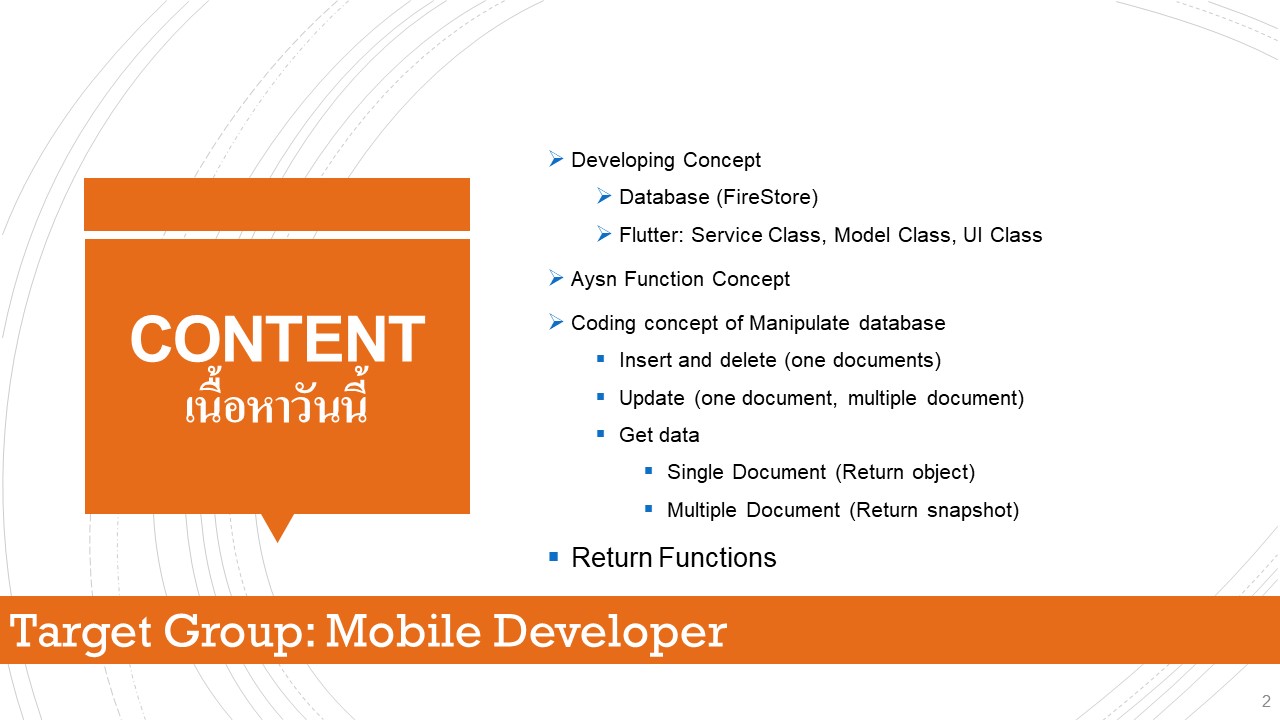 CONTENT
เนื้อหาวันนี้
Developing Concept
Database (FireStore)
Flutter: Service Class, Model Class, UI Class
Aysn Function Concept
Coding concept of Manipulate database
Insert and delete (one documents)
Update (one document, multiple document)
Get data
Single Document (Return object)
Multiple Document (Return snapshot)
Return Functions
Target Group: Mobile Developer
2